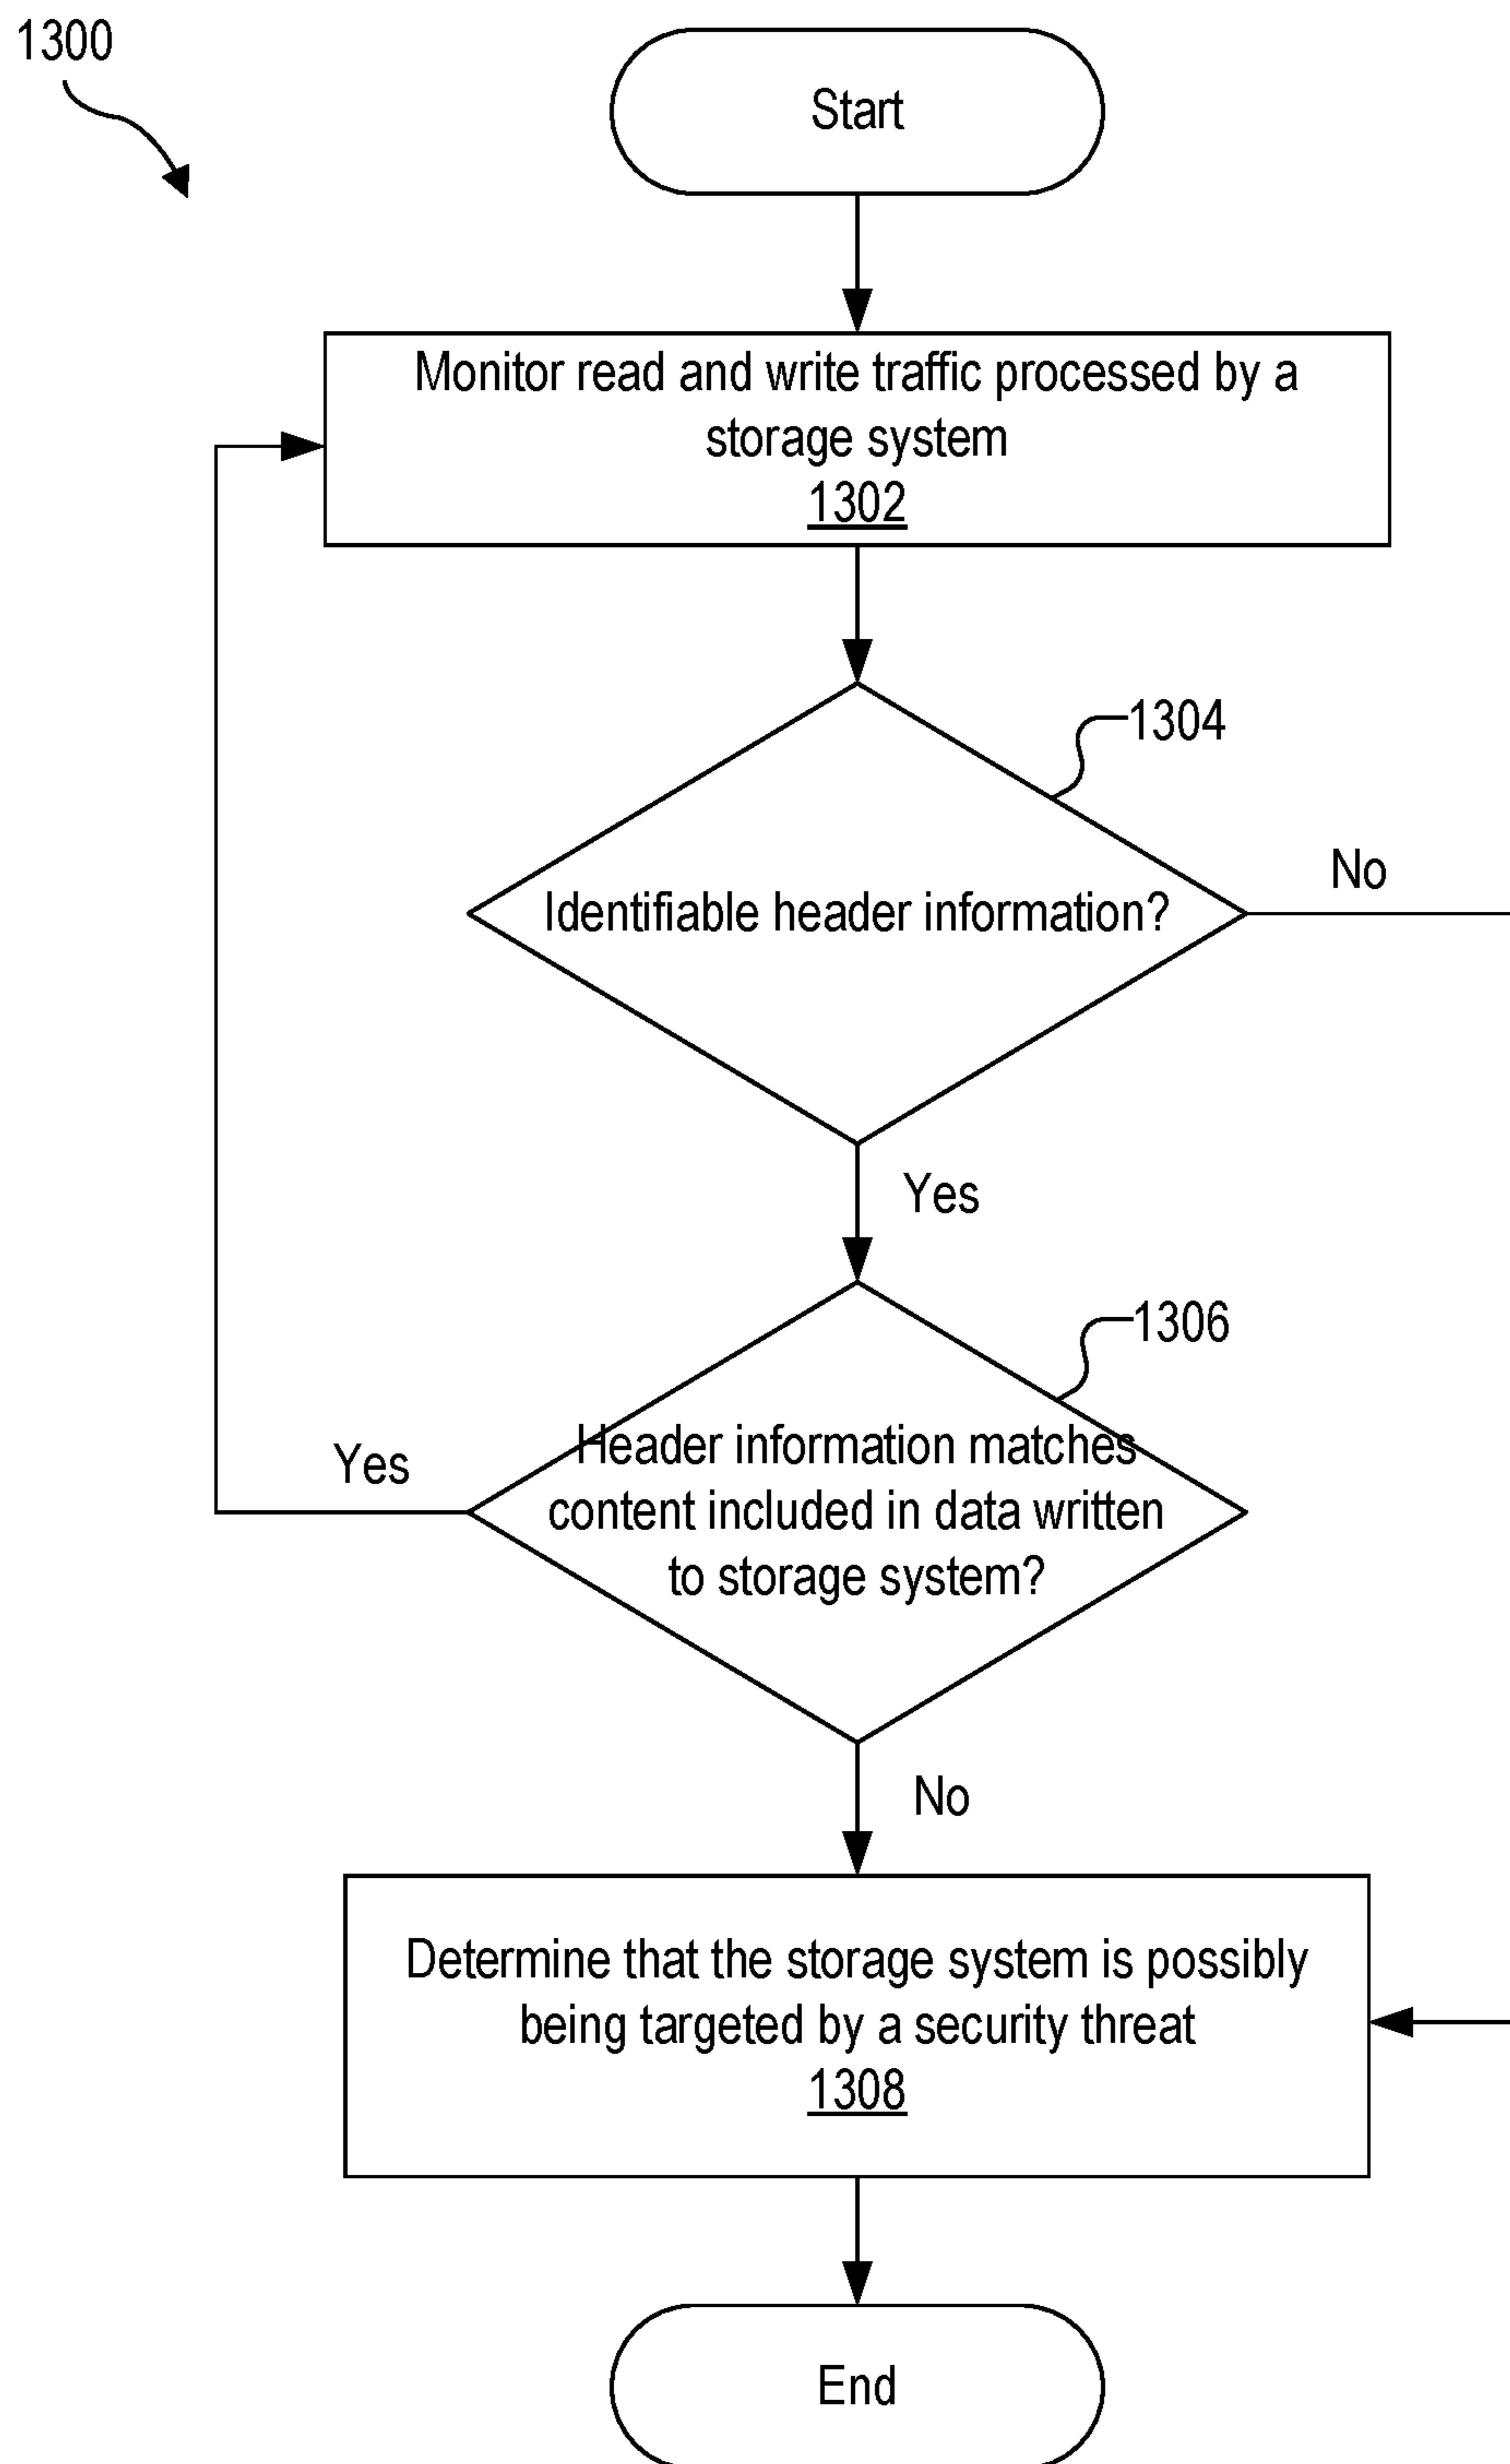 1300
Start
Monitor read and write traffic processed by a
storage system
1302
1304
Identifiable header information?
No
Yes
1306
Header information matches
content included in data written
to storage system?
Yes
No
Determine that the storage system is possibly
being targeted by a security threat
1308
End